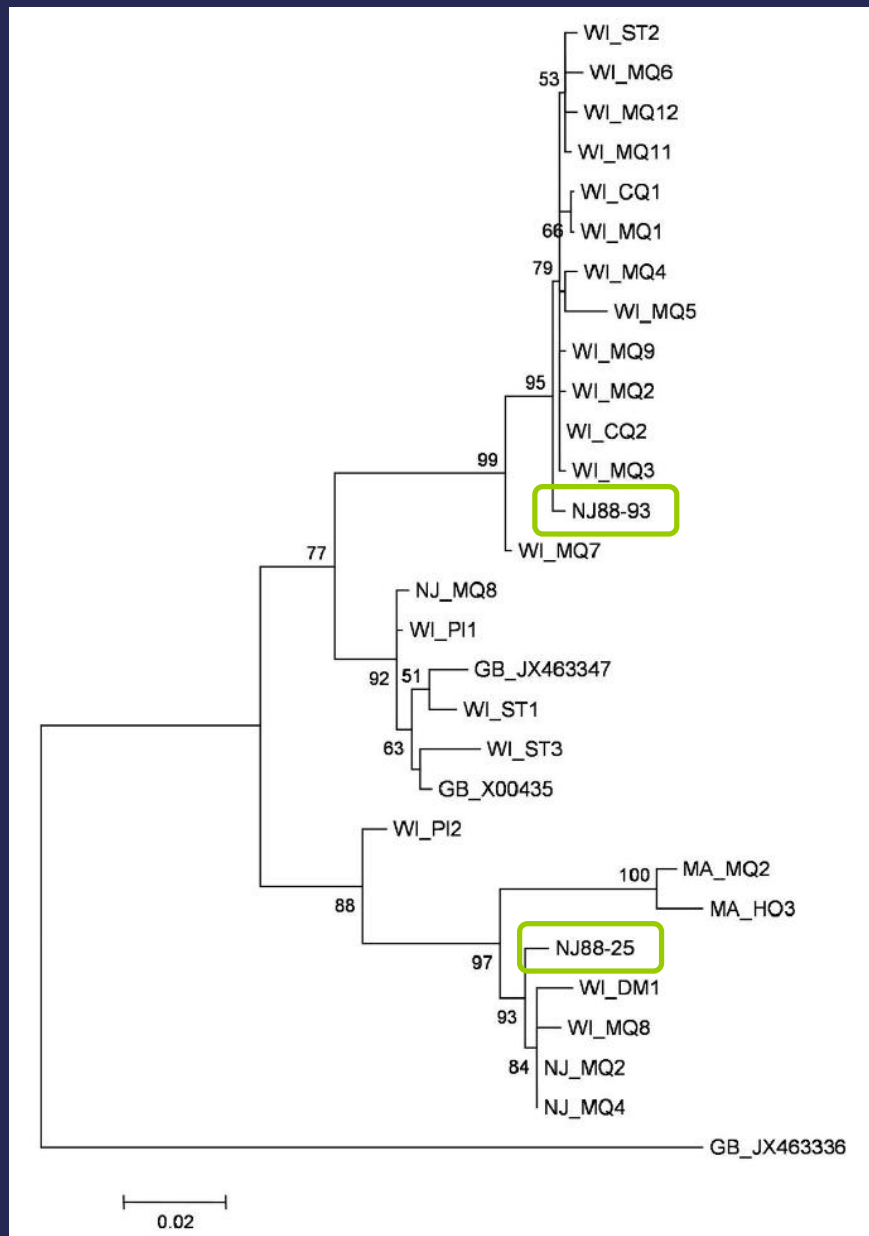 WI_ST2
53
WI_MQ6
WI_MQ12
WI_MQ11
WI_CQ1
66
WI_MQ1
79
WI_MQ4
WI_MQ5
WI_MQ9
95
WI_MQ2
WI_CQ2
99
WI_MQ3
NJ88-93
77
WI_MQ7
NJ_MQ8
WI_PI1
92
51
GB_JX463347
WI_ST1
63
WI_ST3
GB_X00435
WI_PI2
100
MA_MQ2
88
MA_HO3
NJ88-25
97
WI_DM1
93
WI_MQ8
84
NJ_MQ2
NJ_MQ4
GB_JX463336
0.02